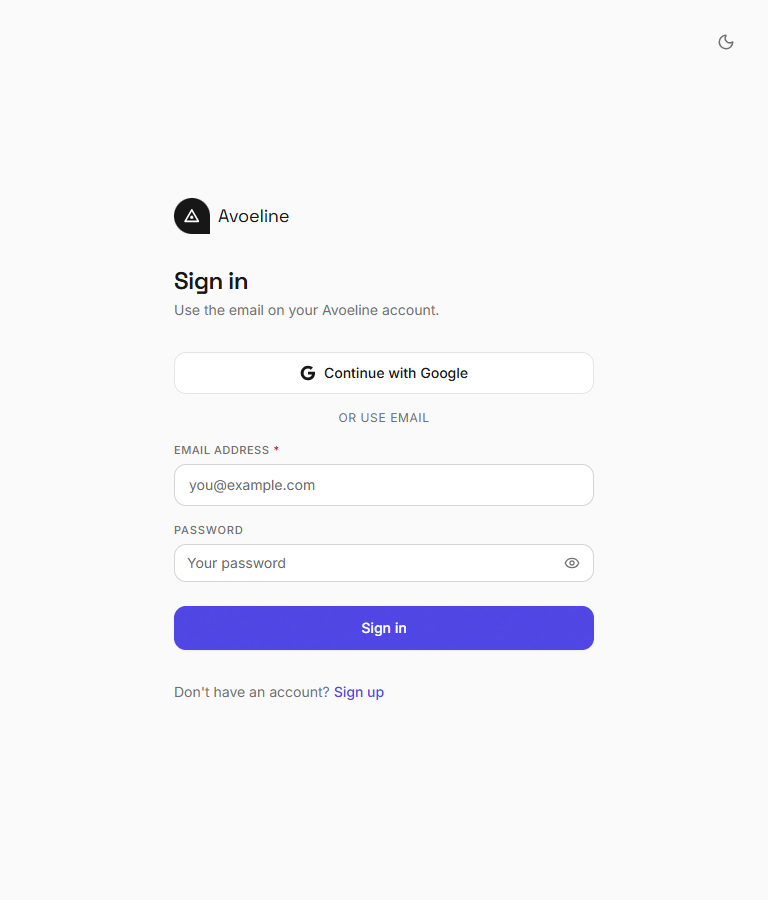 Avoeline
Sign in
Use the email on your Avoeline account.
Continue with Google
OR USE EMAIL
EMAIL ADDRESS *
you@example.com
PASSWORD
Your password
Sign in
Don't have an account? Sign up